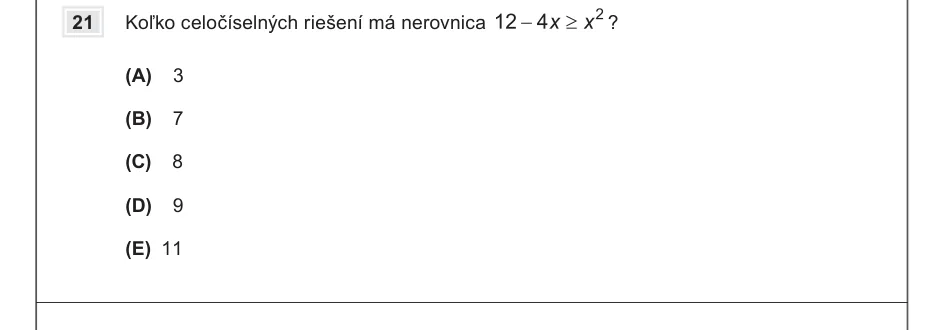 21 Koľko celočíselných riešení má nerovnica 12 – 4x ≥ x² ?
(A) 3
(B) 7
(C) 8
(D) 9
(E) 11